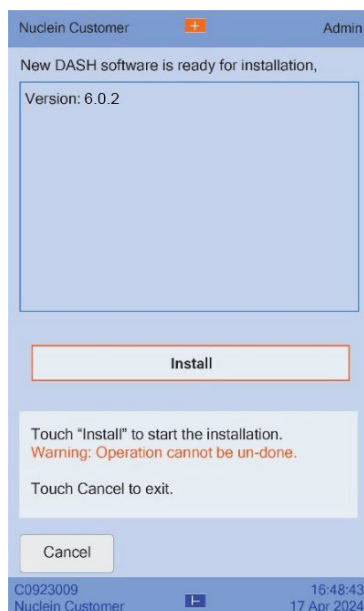 Nuclein Customer Admin
New DASH software is ready for installation,
Version: 6.0.2
Install
Touch “Install” to start the installation.
Warning: Operation cannot be un-done.
Touch Cancel to exit.
Cancel
C0923009 16:48:43
Nuclein Customer 17 Apr 2024